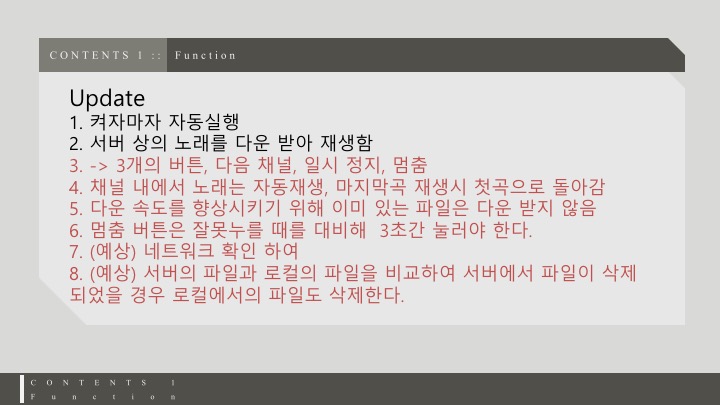 CONTENTS 1 :: Function
Update
1. 켜자마자 자동실행
2. 서버 상의 노래를 다운 받아 재생함
3. -> 3개의 버튼, 다음 채널, 일시 정지, 멈춤
4. 채널 내에서 노래는 자동재생, 마지막곡 재생시 첫곡으로 돌아감
5. 다운 속도를 향상시키기 위해 이미 있는 파일은 다운 받지 않음
6. 멈춤 버튼은 잘못누를 때를 대비해 3초간 눌러야 한다.
7. (예상) 네트워크 확인 하여
8. (예상) 서버의 파일과 로컬의 파일을 비교하여 서버에서 파일이 삭제
되었을 경우 로컬에서의 파일도 삭제한다.
CONTENTS 1
Function